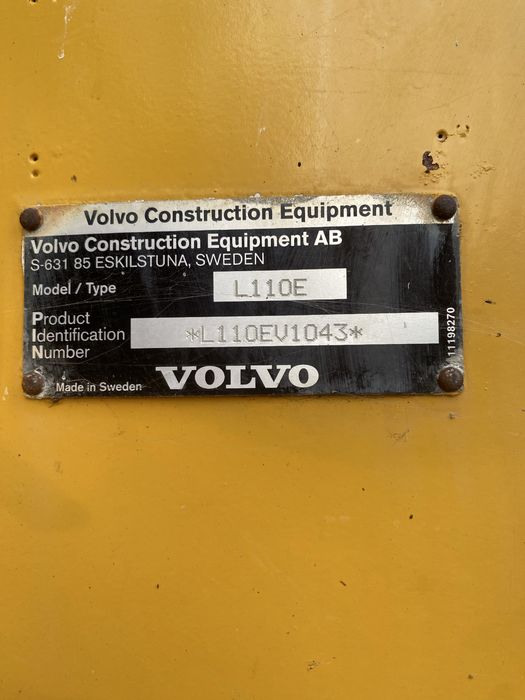 Volvo Construction Equipment
Volvo Construction Equipment AB
S-631 85 ESKILSTUNA, SWEDEN
Model / Type L110E
Product
Identification *L110EV1043*
Number
Made in Sweden VOLVO
11198270